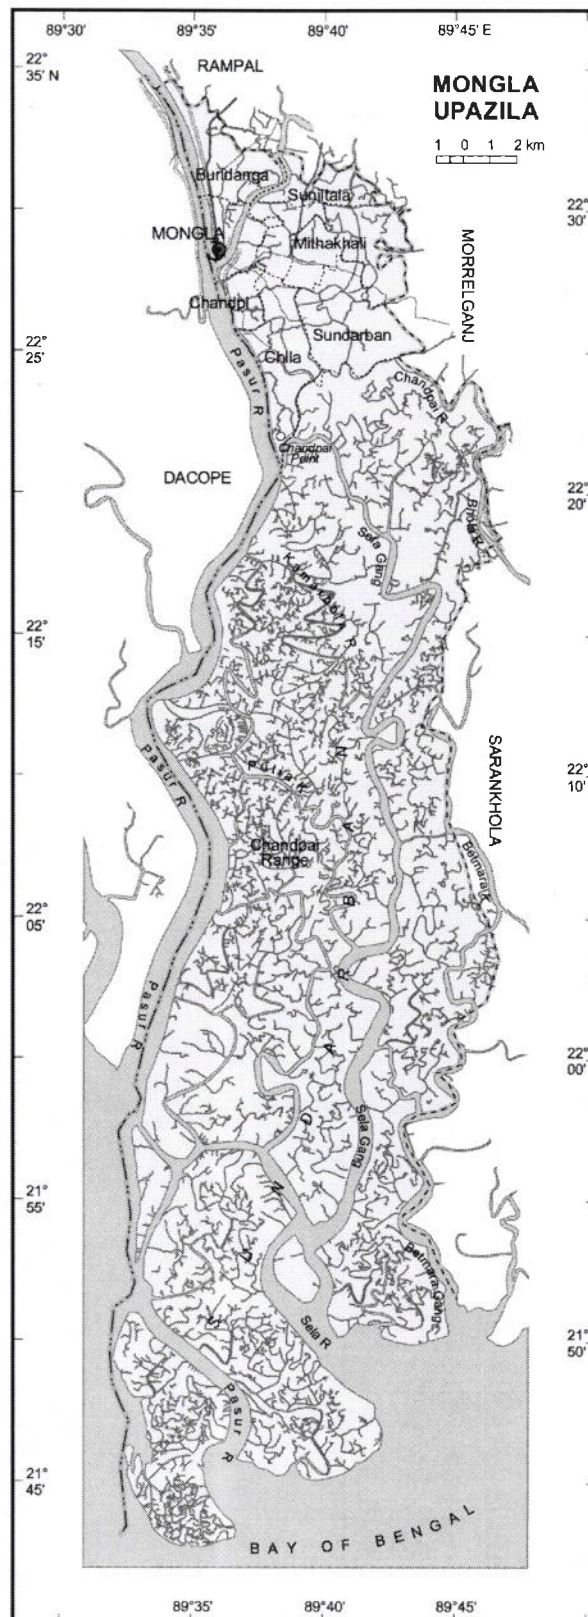 89°30'
89°35'
89°40'
89°45' E
22°
35' N
RAMPAL
MONGLA
UPAZILA
1 0 1 2 km
Buridanga
Suniltala
22°
30'
MONGLA
Mithakhali
MORRELGANJ
Chandpi
Sundarban
22°
25'
Chila
Pasur R
Chandpai R
Chandpai
Point
DACOPE
22°
20'
Bhola R
Sela Gang
22°
15'
SARANKHOLA
22°
10'
Pasur R
Chandpai
Range
Betmara R
22°
05'
Pasur R
22°
00'
SUNDARBAN
Sela Gang
21°
55'
Betmara Gang
Sela R
21°
50'
Pasur R
21°
45'
BAY OF BENGAL
89°35'
89°40'
89°45'